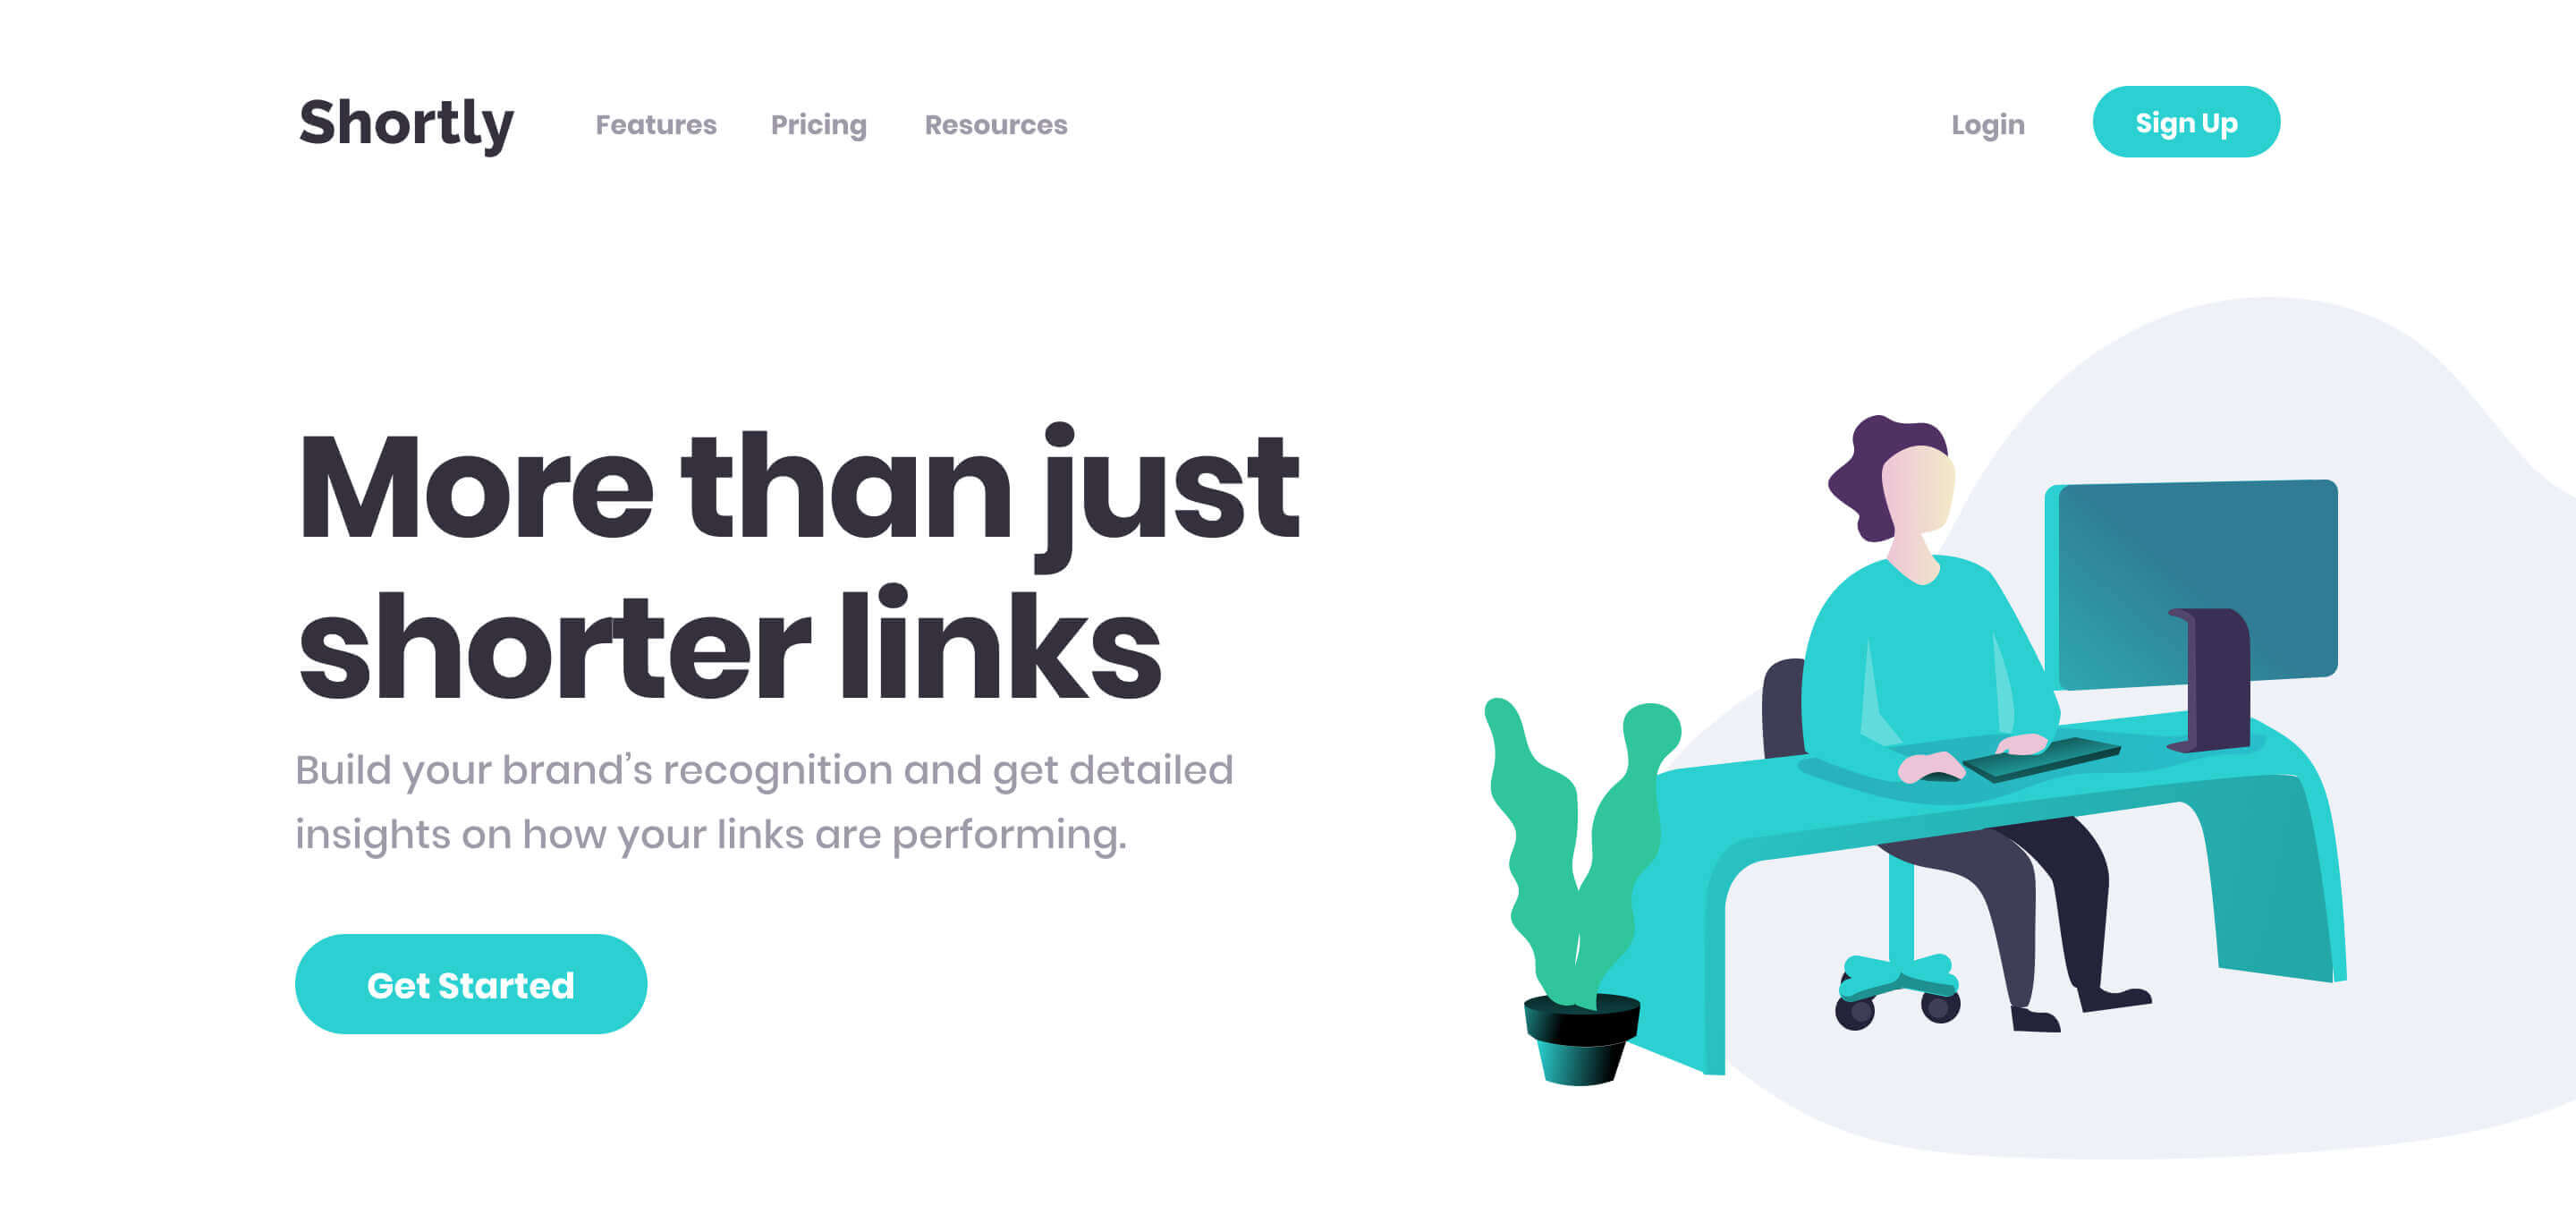 Shortly Features Pricing Resources Login Sign Up
More than just
shorter links
Build your brand’s recognition and get detailed
insights on how your links are performing.
Get Started